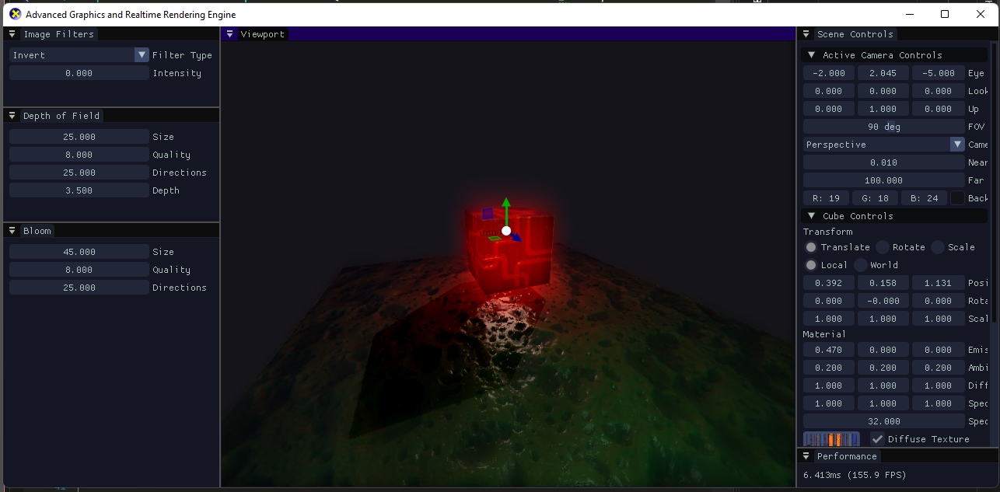 Advanced Graphics and Realtime Rendering Engine
Image Filters
Invert Filter Type
0.000 Intensity
Depth of Field
25.000 Size
8.000 Quality
25.000 Directions
3.500 Depth
Bloom
45.000 Size
8.000 Quality
25.000 Directions
Viewport
Scene Controls
Active Camera Controls
-2.000 2.045 -5.000 Eye
0.000 0.000 0.000 Look
0.000 1.000 0.000 Up
90 deg FOV
Perspective Came
0.010 Near
100.000 Far
R: 19 G: 18 B: 24 Back
Cube Controls
Transform
Translate Rotate Scale
Local World
0.392 0.158 1.131 Posi
0.000 -0.000 0.000 Rota
1.000 1.000 1.000 Scal
Material
0.470 0.000 0.000 Emis
0.200 0.200 0.200 Ambi
1.000 1.000 1.000 Diff
1.000 1.000 1.000 Spec
32.000 Spec
Diffuse Texture
Performance
6.413ms (155.9 FPS)